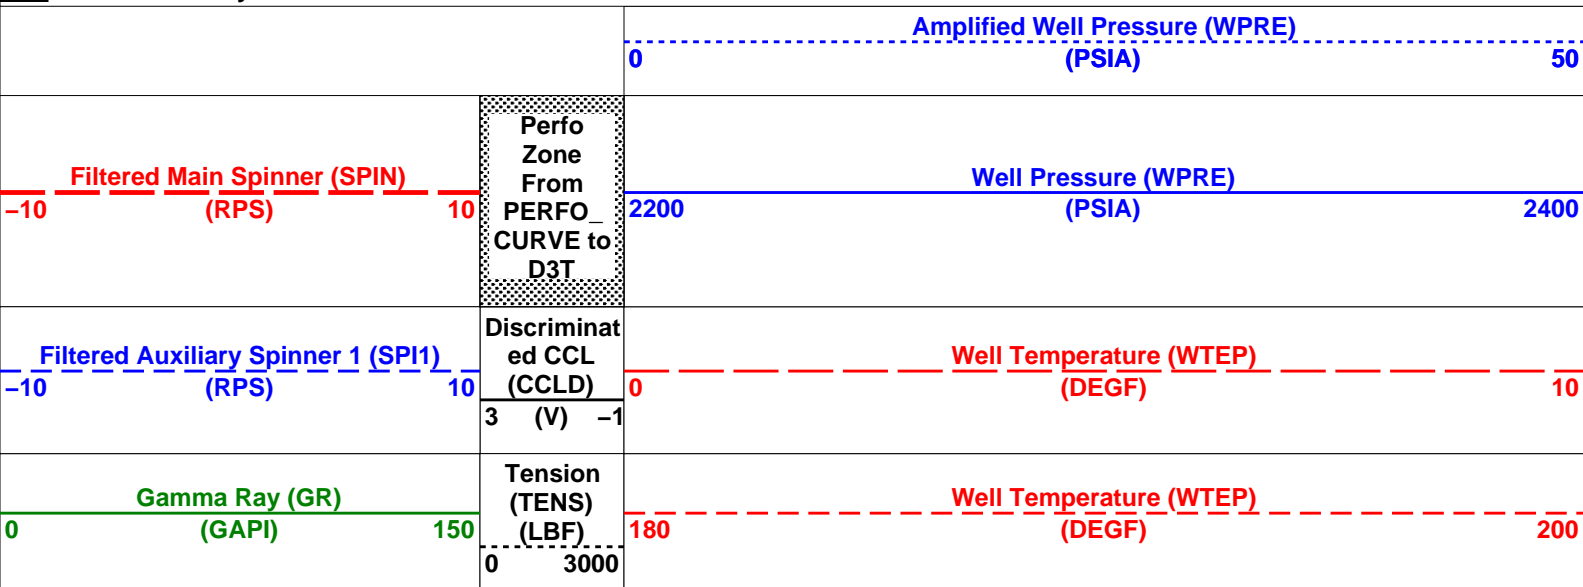 Amplified Well Pressure (WPRE)
0 (PSIA) 50
Filtered Main Spinner (SPIN)
−10 (RPS) 10
Perfo
Zone
From
PERFO_
CURVE to
D3T
Well Pressure (WPRE)
2200 (PSIA) 2400
Filtered Auxiliary Spinner 1 (SPI1)
−10 (RPS) 10
Discriminat
ed CCL
(CCLD)
3 (V) −1
Well Temperature (WTEP)
0 (DEGF) 10
Gamma Ray (GR)
0 (GAPI) 150
Tension
(TENS)
(LBF)
0 3000
Well Temperature (WTEP)
180 (DEGF) 200